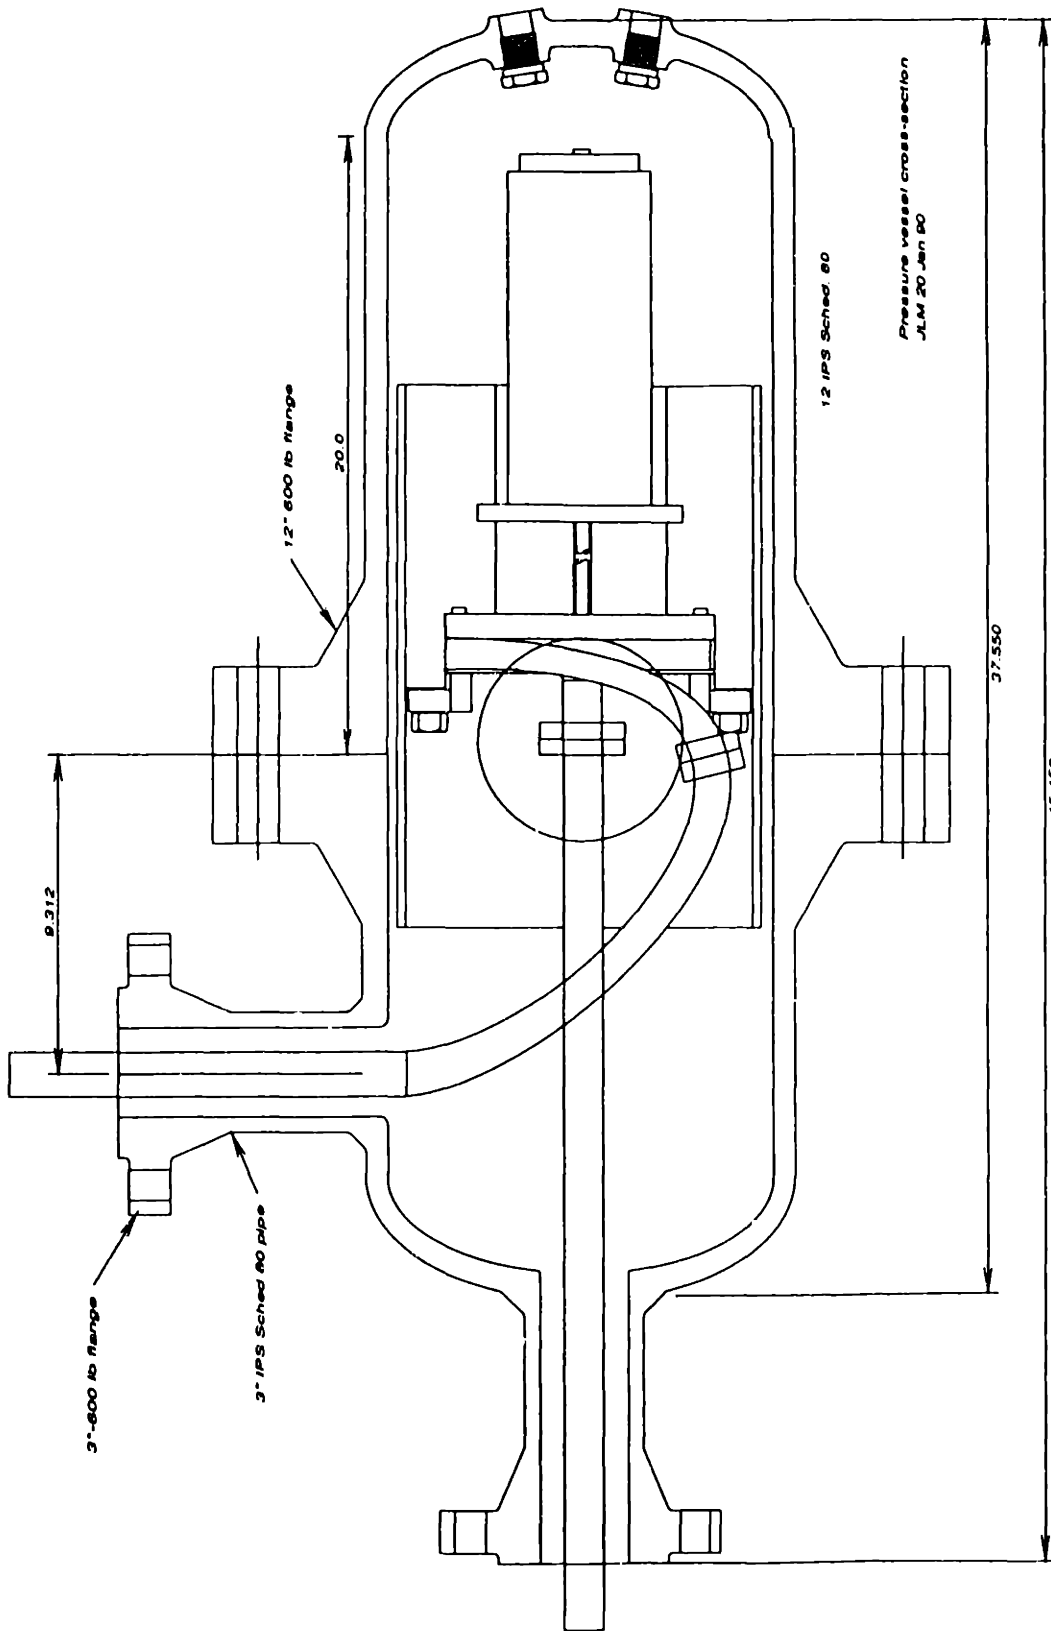 3"-600 lb flange
3" IPS Sched 80 pipe
9.312
12" 600 lb flange
20.0
12 IPS Sched. 80
Pressure vessel cross-section
JLM 20 Jan 90
37.550